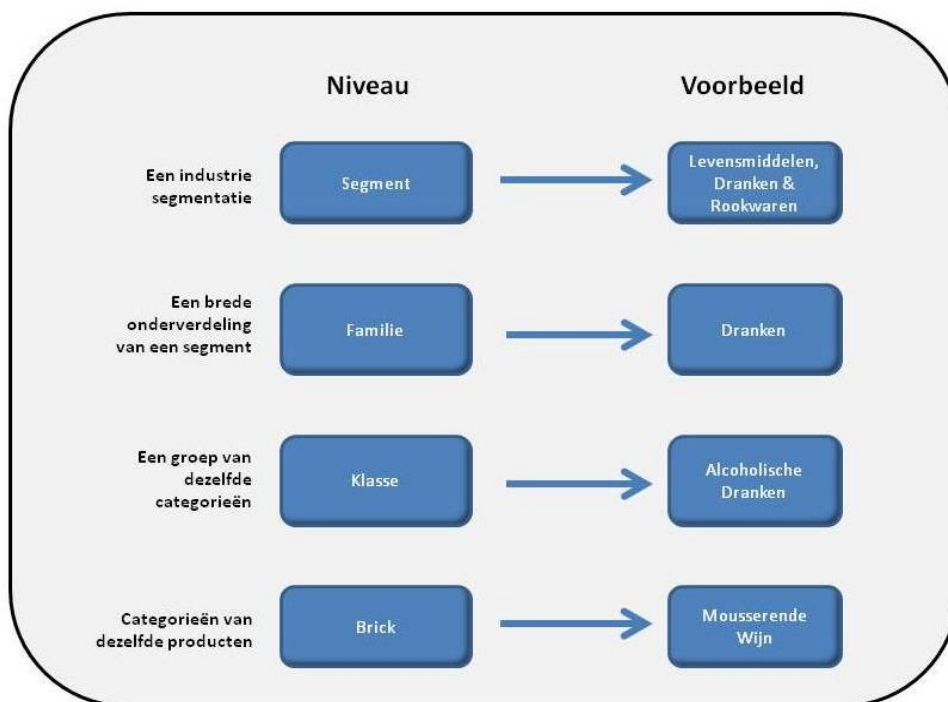 Niveau
Voorbeeld
Een industrie
segmentatie
Segment
Levensmiddelen,
Dranken &
Rookwaren
Een brede
onderverdeling
van een segment
Familie
Dranken
Een groep van
dezelfde
categorieën
Klasse
Alcoholische
Dranken
Categorieën van
dezelfde producten
Brick
Mousserende
Wijn